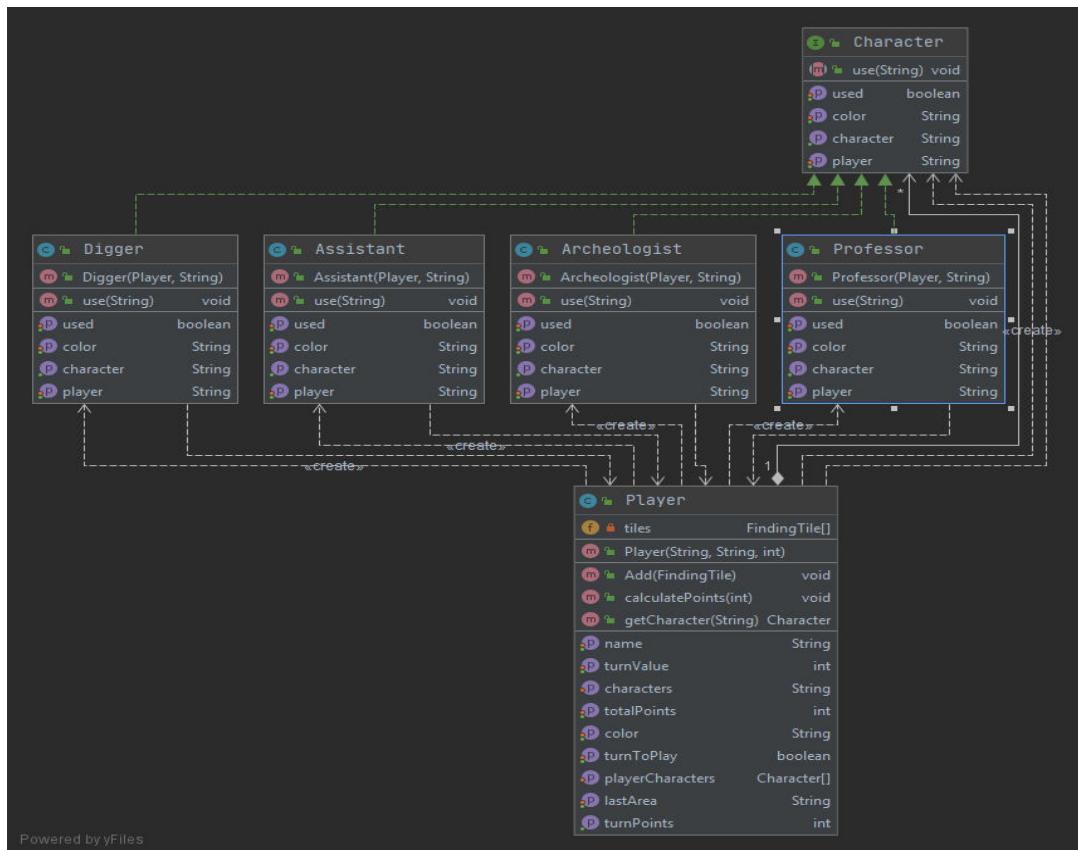 Character
use(String) void
used boolean
color String
character String
player String
*
Digger
Digger(Player, String)
use(String) void
used boolean
color String
character String
player String
Assistant
Assistant(Player, String)
use(String) void
used boolean
color String
character String
player String
Archeologist
Archeologist(Player, String)
use(String) void
used boolean
color String
character String
player String
Professor
Professor(Player, String)
use(String) void
used boolean
color String
character String
player String
«create»
«create»
«create»
«create»
«create»
1
Player
tiles FindingTile[]
Player(String, String, int)
Add(FindingTile) void
calculatePoints(int) void
getCharacter(String) Character
name String
turnValue int
characters String
totalPoints int
color String
turnToPlay boolean
playerCharacters Character[]
lastArea String
turnPoints int
Powered by yFiles